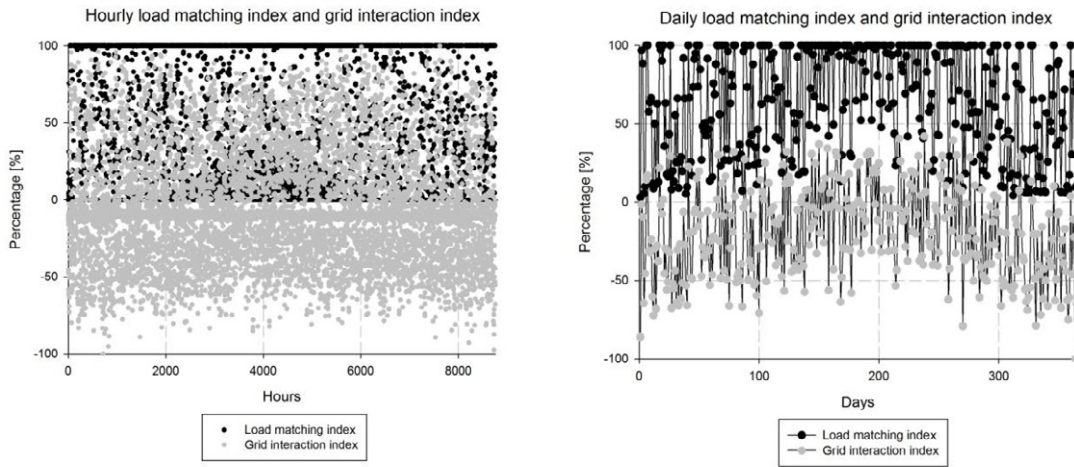 Hourly load matching index and grid interaction index
Percentage [%]
100
50
0
-50
-100
0
2000
4000
6000
8000
Hours
Load matching index
Grid interaction index
Daily load matching index and grid interaction index
Percentage [%]
100
50
0
-50
-100
0
100
200
300
Days
Load matching index
Grid interaction index